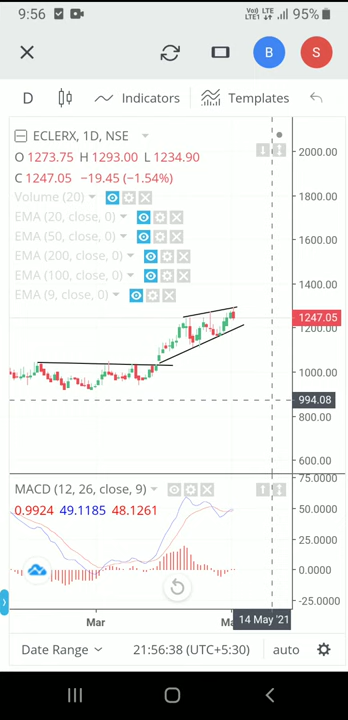 9:56 Vo)) LTE LTE1 95%
B S
D Indicators Templates
ECLERX, 1D, NSE
O 1273.75 H 1293.00 L 1234.90
C 1247.05 −19.45 (−1.54%)
Volume (20)
EMA (20, close, 0)
EMA (50, close, 0)
EMA (200, close, 0)
EMA (100, close, 0)
EMA (9, close, 0)
2000.00
1800.00
1600.00
1400.00
1247.05
1200.00
1000.00
994.08
800.00
600.00
MACD (12, 26, close, 9)
0.9924 49.1185 48.1261
75.0000
50.0000
25.0000
0.0000
-25.0000
Mar 14 May '21
Date Range 21:56:38 (UTC+5:30) auto